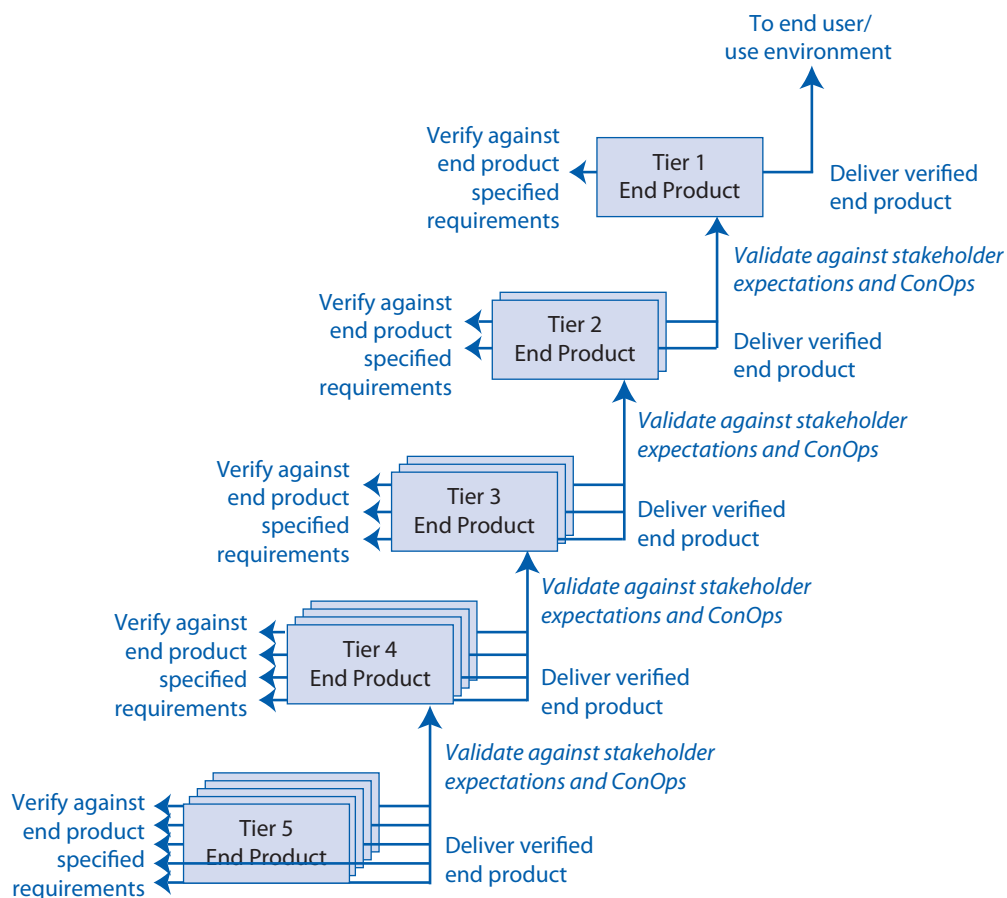 To end user/
use environment
Verify against
end product
specified
requirements
Tier 1
End Product
Deliver verified
end product
Validate against stakeholder
expectations and ConOps
Verify against
end product
specified
requirements
Tier 2
End Product
Deliver verified
end product
Validate against stakeholder
expectations and ConOps
Verify against
end product
specified
requirements
Tier 3
End Product
Deliver verified
end product
Validate against stakeholder
expectations and ConOps
Verify against
end product
specified
requirements
Tier 4
End Product
Deliver verified
end product
Validate against stakeholder
expectations and ConOps
Verify against
end product
specified
requirements
Tier 5
End Product
Deliver verified
end product